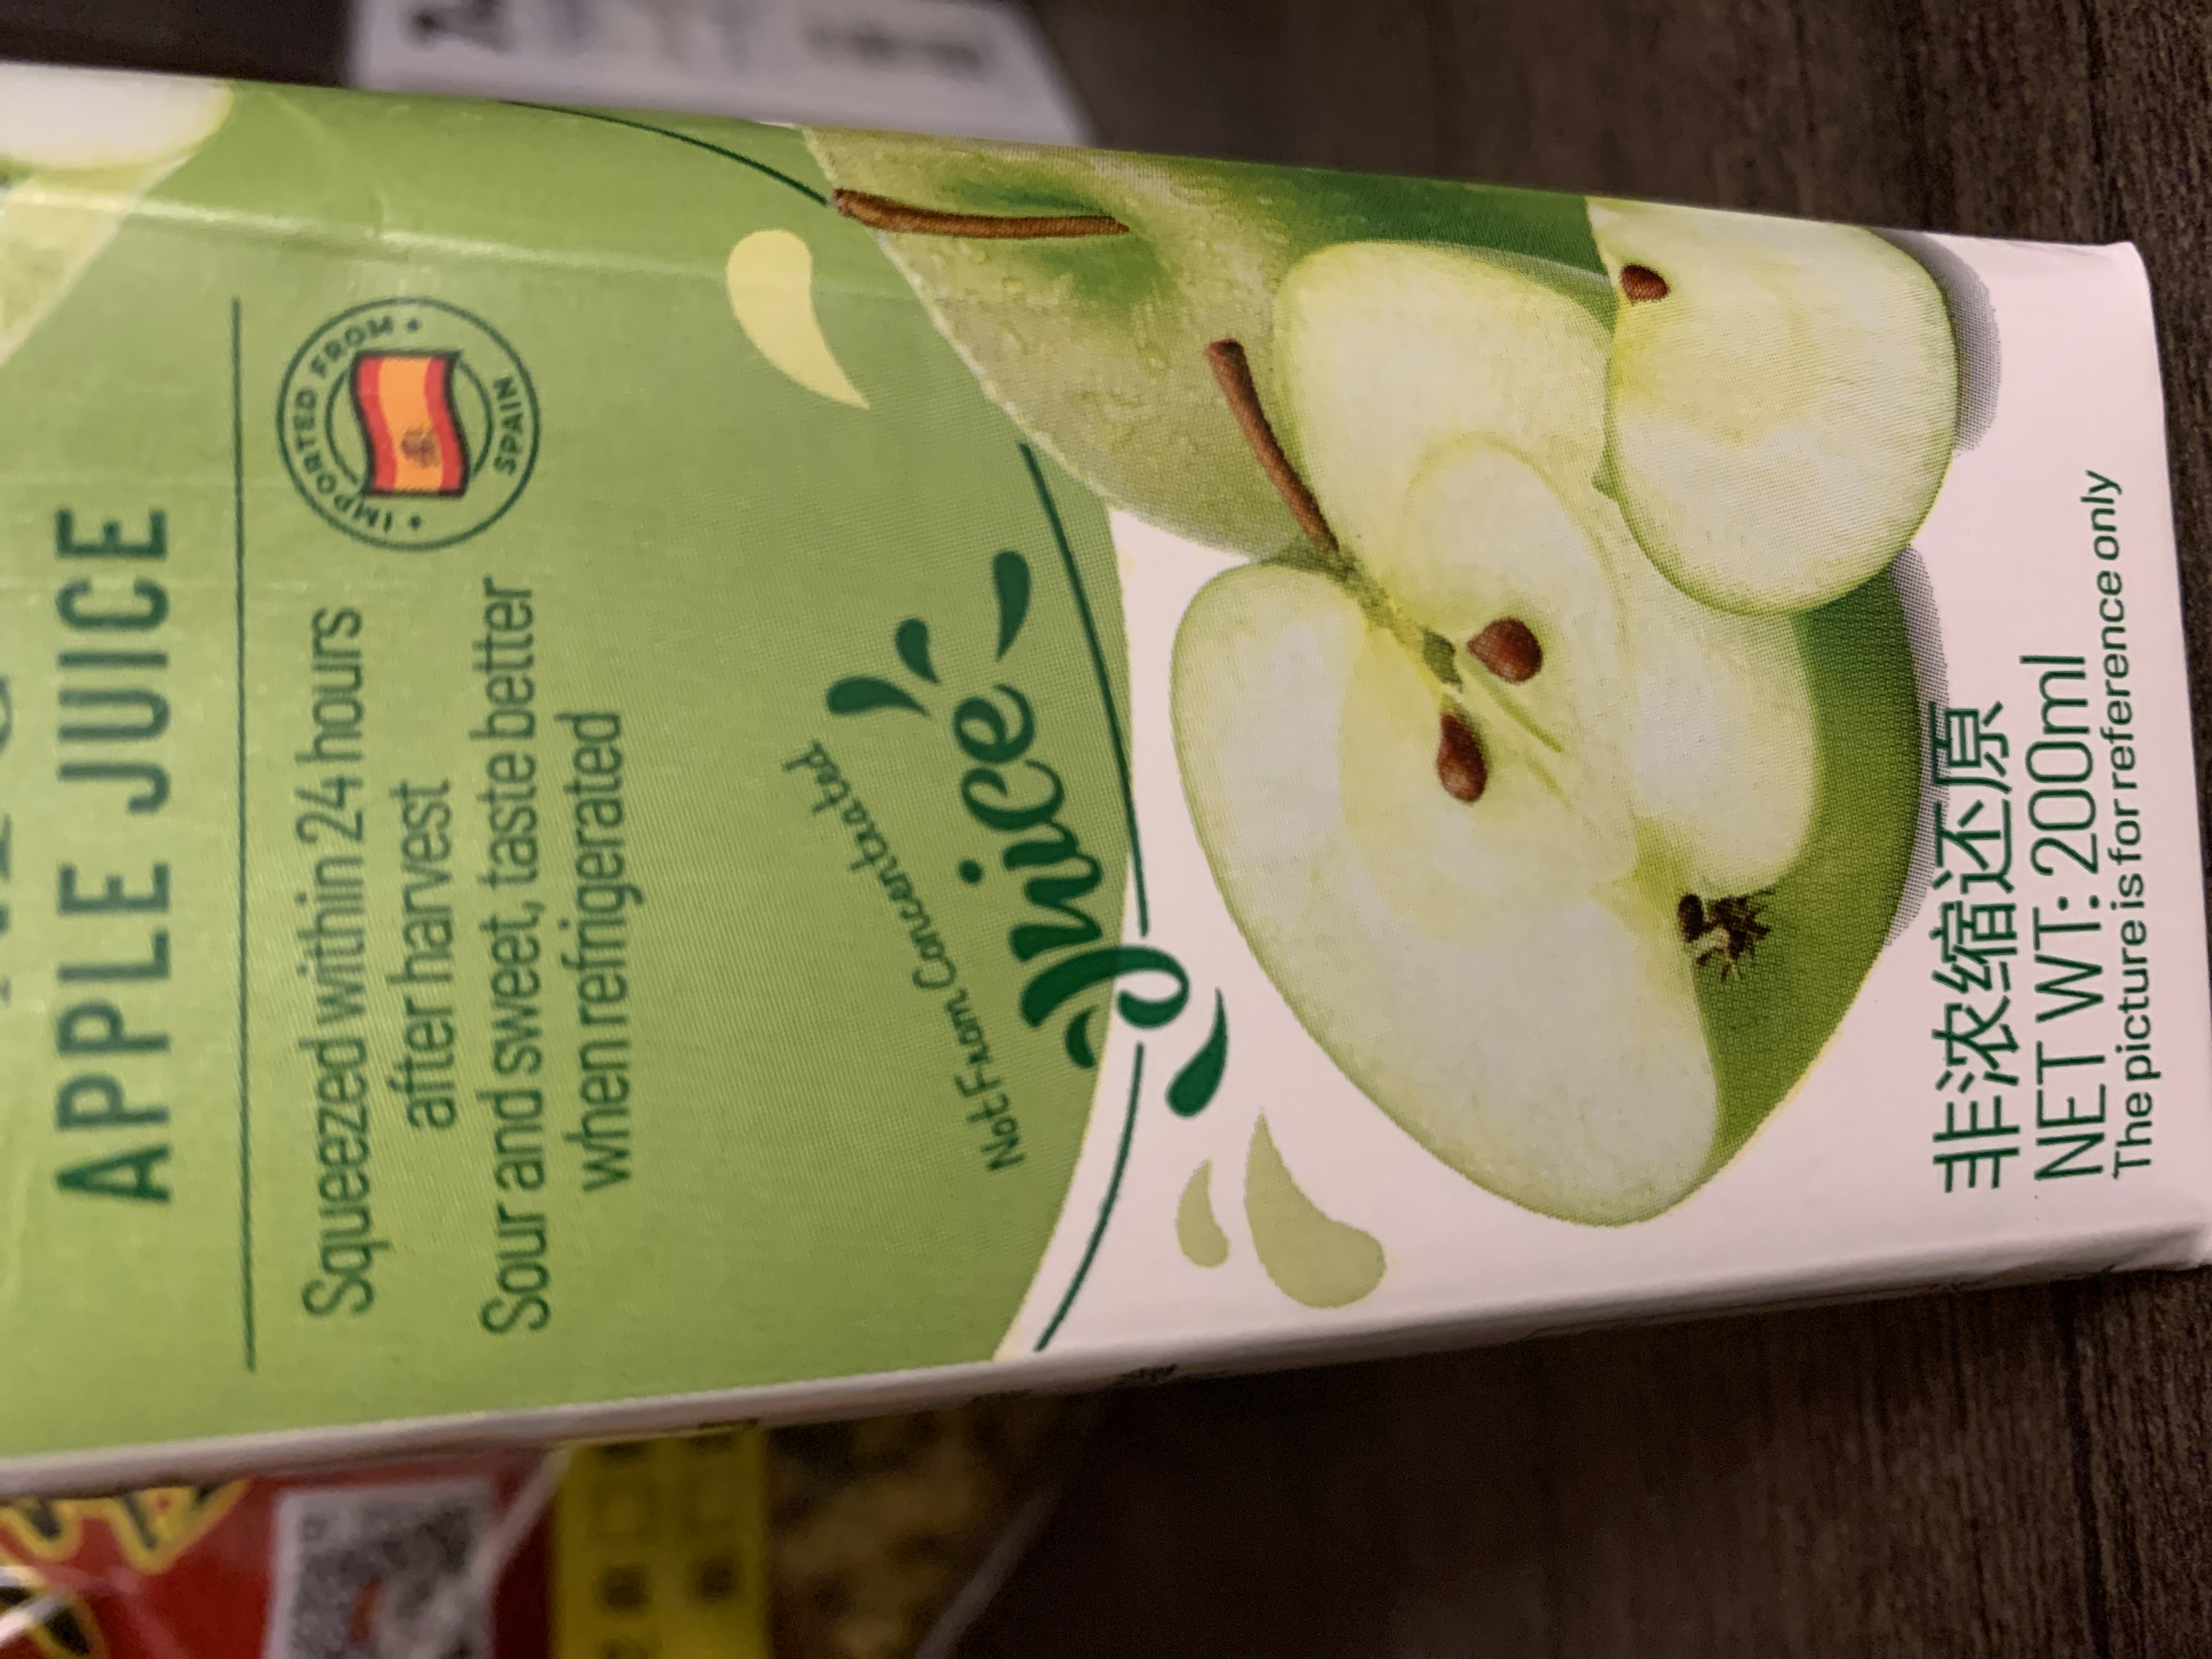 APPLE JUICE
IMPORTED FROM
SPAIN
Squeezed within 24 hours
after harvest
Sour and sweet, taste better
when refrigerated
Not From Concentrated
Juice
非浓缩还原
NET WT: 200ml
The picture is for reference only